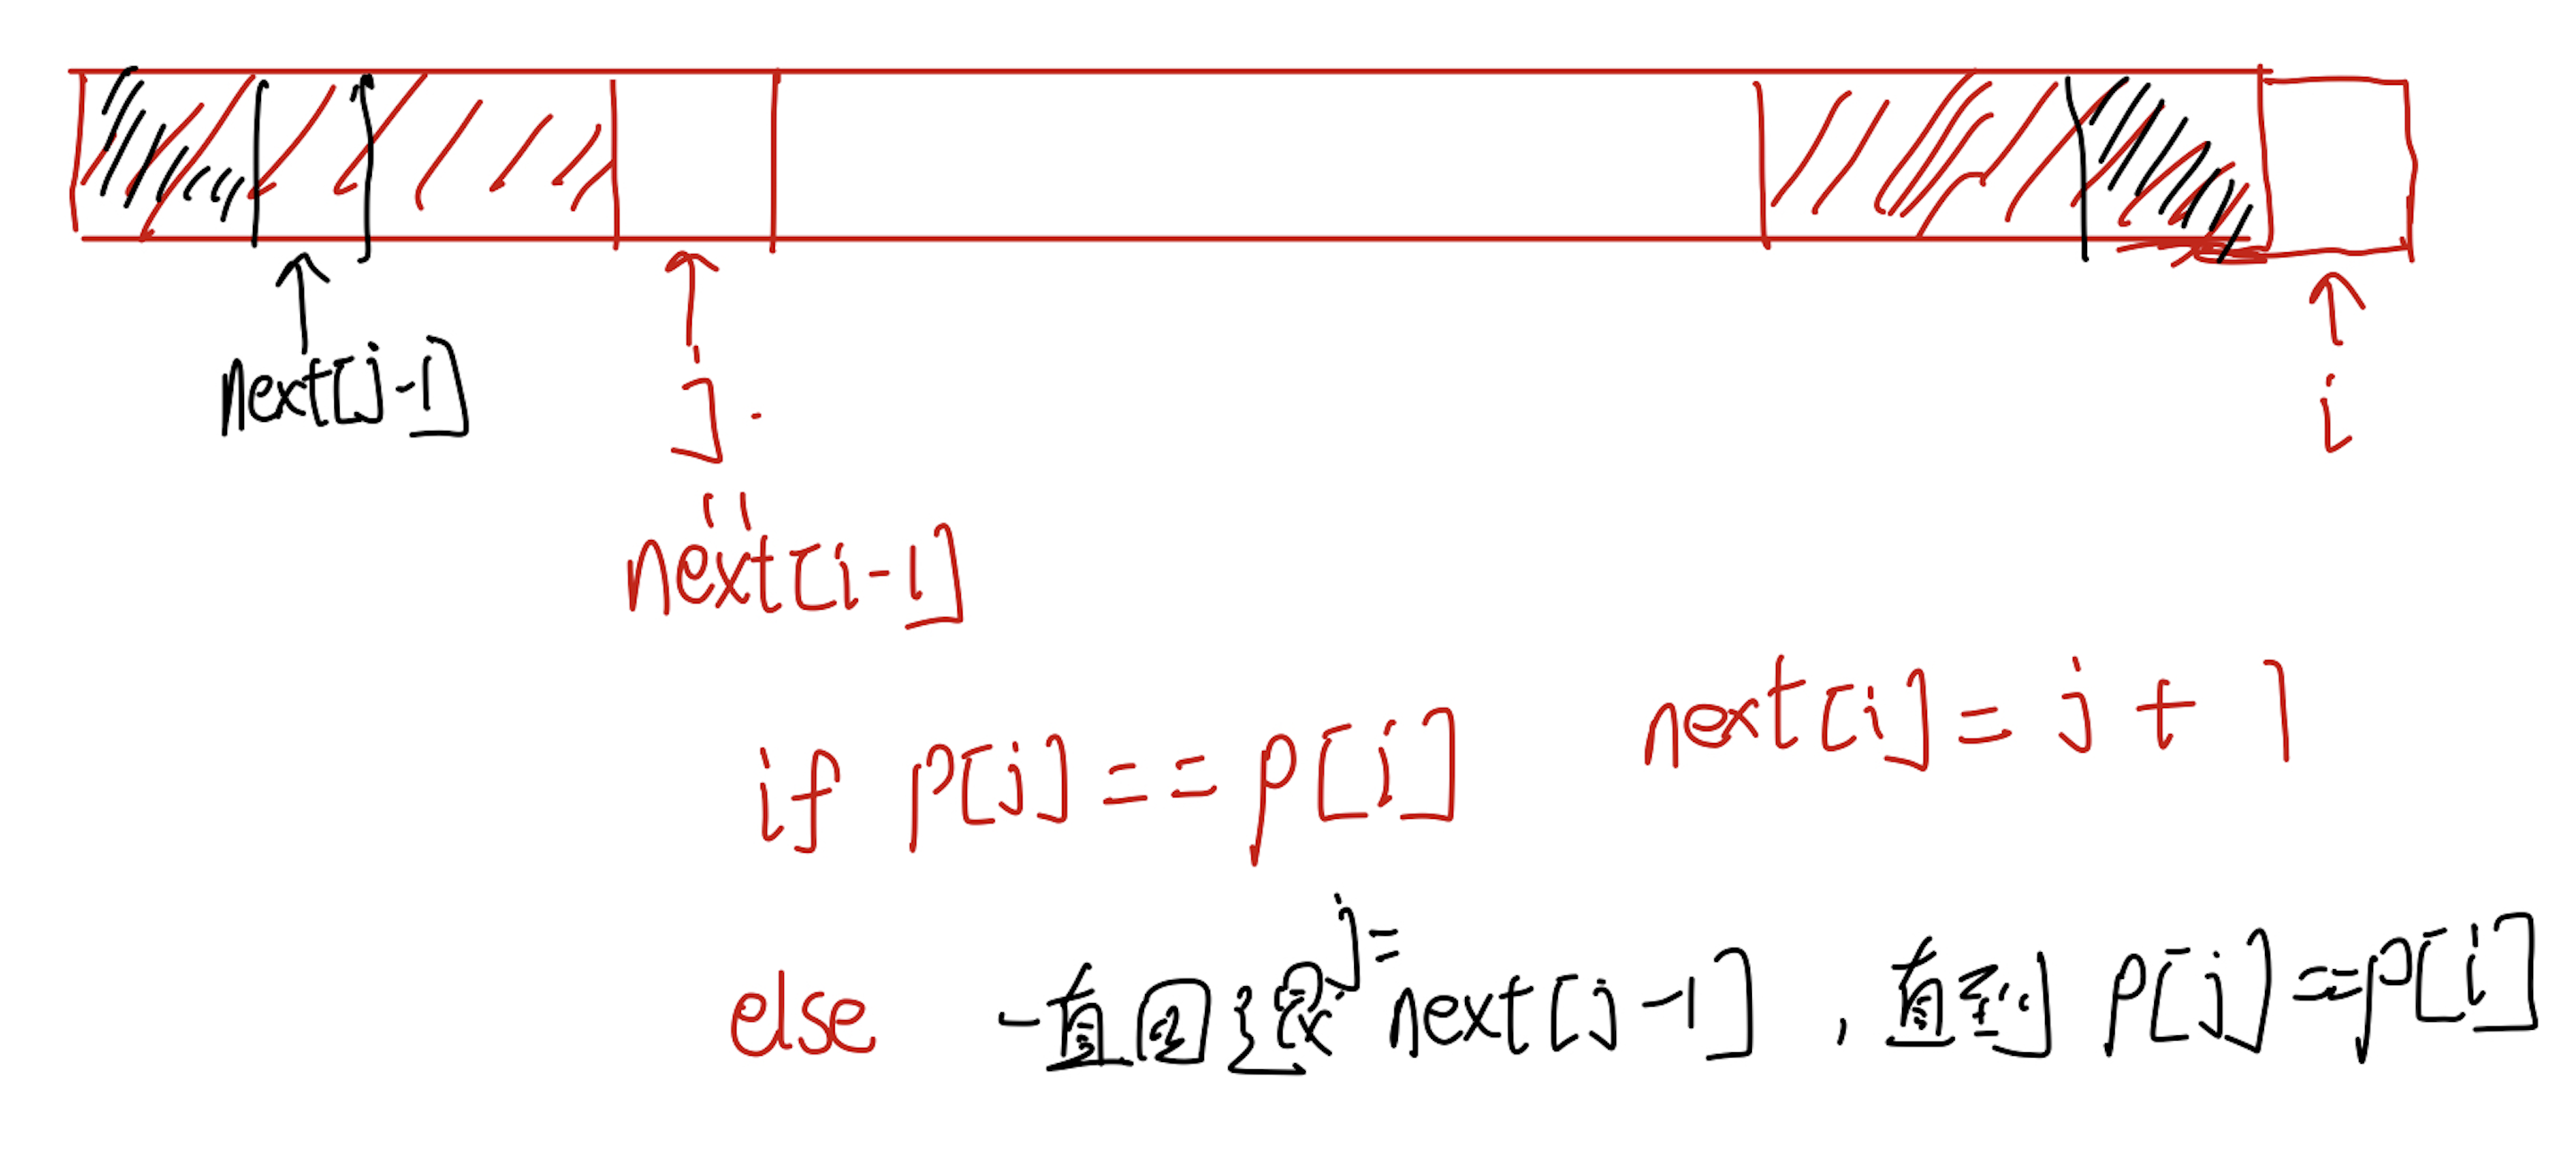 next[j-1]
j
i
"
next[i-1]
next[i] = j + 1
if p[j] == p[i]
else 一直回退 j = next[j-1] , 直到 p[j] == p[i]